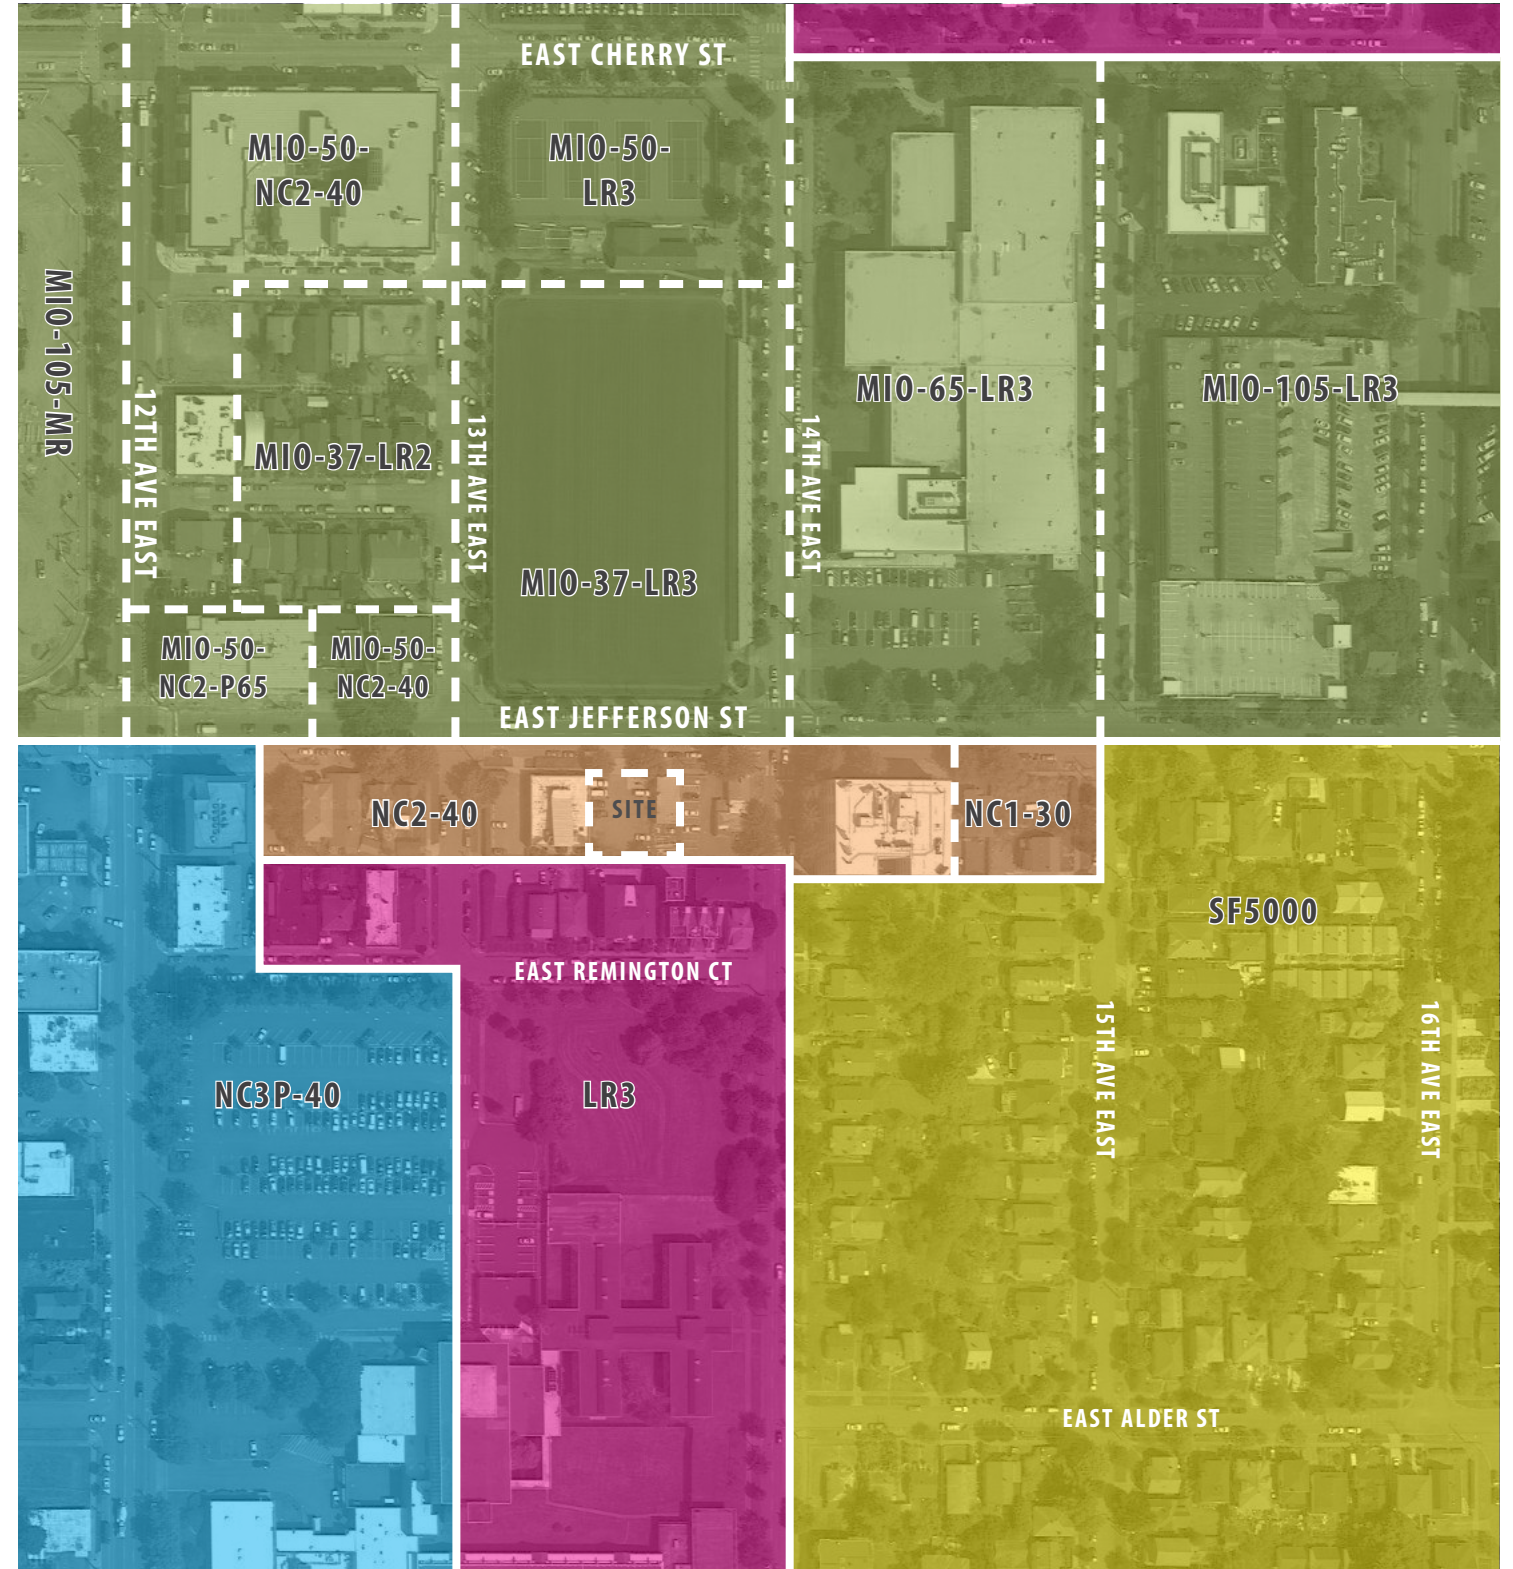 EAST CHERRY ST
MIO-50-
NC2-40
MIO-50-
LR3
MIO-105-MR
12TH AVE EAST
MIO-37-LR2
13TH AVE EAST
MIO-37-LR3
14TH AVE EAST
MIO-65-LR3
MIO-105-LR3
MIO-50-
NC2-P65
MIO-50-
NC2-40
EAST JEFFERSON ST
NC2-40
SITE
NC1-30
SF5000
EAST REMINGTON CT
NC3P-40
LR3
15TH AVE EAST
16TH AVE EAST
EAST ALDER ST